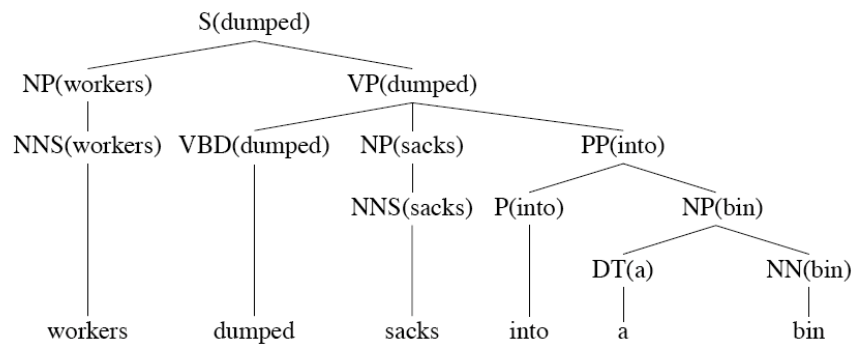 S(dumped)
NP(workers) VP(dumped)
NNS(workers) VBD(dumped) NP(sacks) PP(into)
NNS(sacks) P(into) NP(bin)
DT(a) NN(bin)
workers dumped sacks into a bin